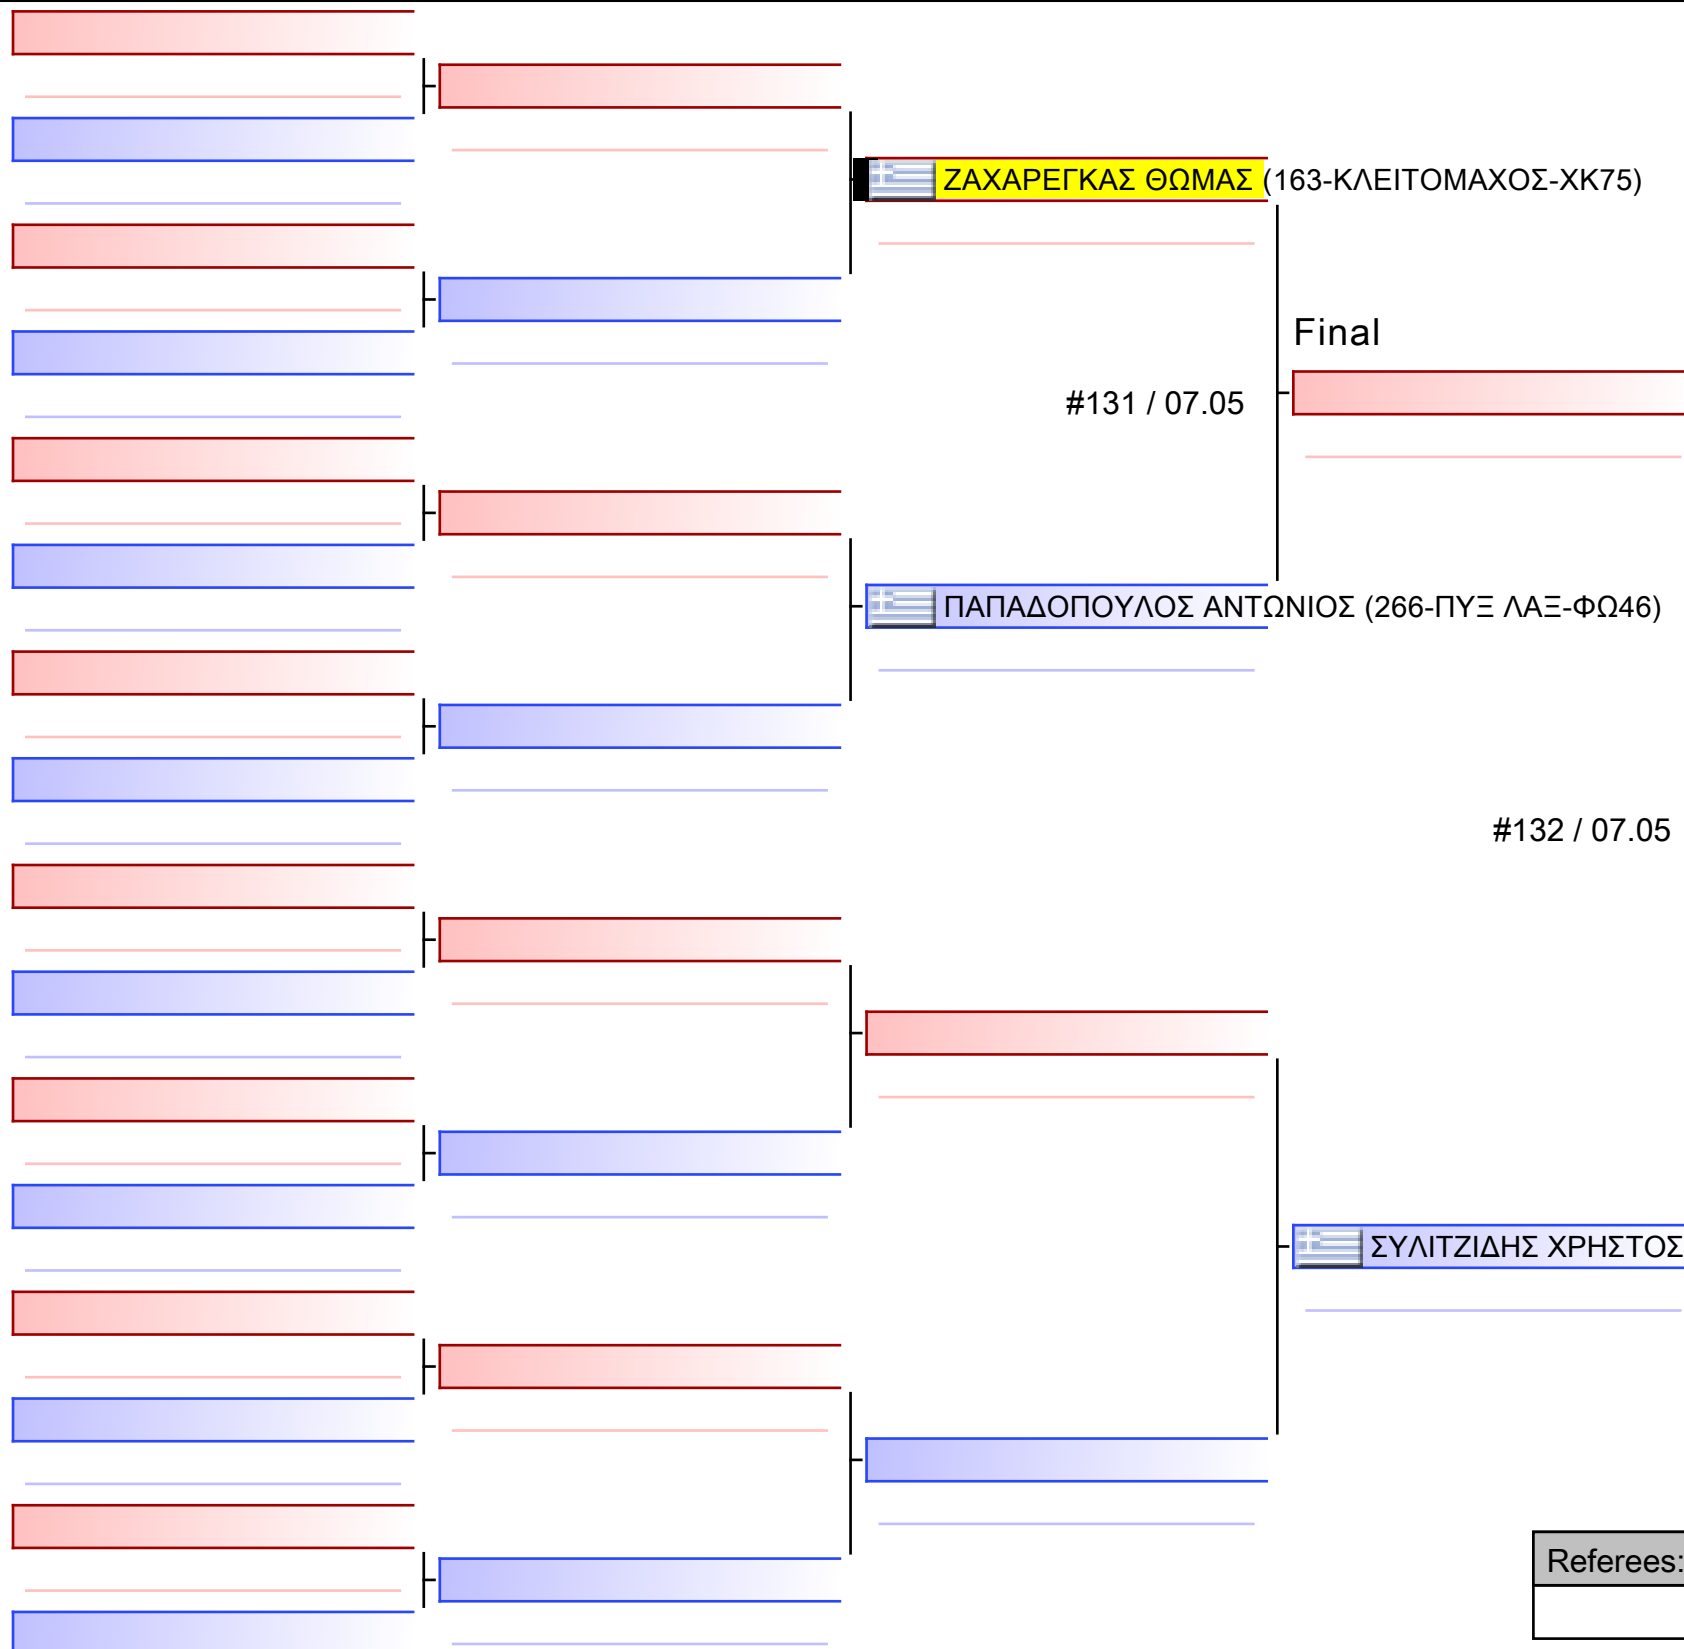 ΖΑΧΑΡΕΓΚΑΣ ΘΩΜΑΣ (163-ΚΛΕΙΤΟΜΑΧΟΣ-ΧΚ75)
Final
#131 / 07.05
ΠΑΠΑΔΟΠΟΥΛΟΣ ΑΝΤΩΝΙΟΣ (266-ΠΥΞ ΛΑΞ-ΦΩ46)
#132 / 07.05
ΣΥΛΙΤΖΙΔΗΣ ΧΡΗΣΤΟΣ
Referees: